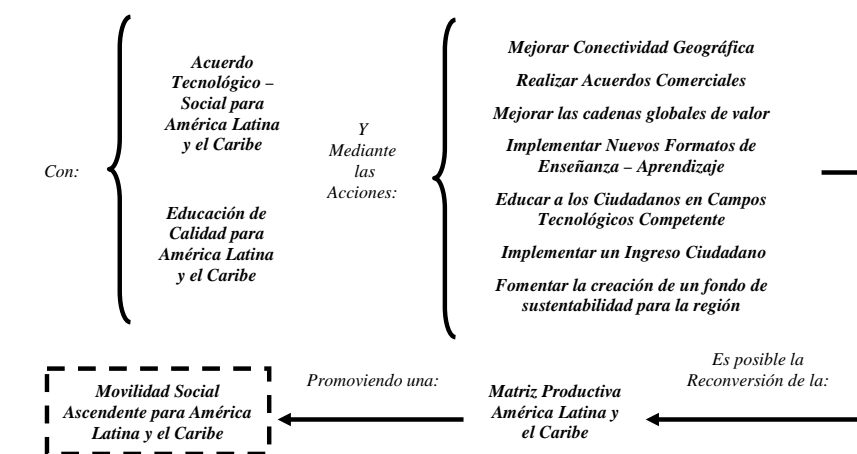 Con:
Acuerdo
Tecnológico –
Social para
América Latina
y el Caribe
Educación de
Calidad para
América Latina
y el Caribe
Y
Mediante
las
Acciones:
Mejorar Conectividad Geográfica
Realizar Acuerdos Comerciales
Mejorar las cadenas globales de valor
Implementar Nuevos Formatos de
Enseñanza – Aprendizaje
Educar a los Ciudadanos en Campos
Tecnológicos Competente
Implementar un Ingreso Ciudadano
Fomentar la creación de un fondo de
sustentabilidad para la región
Es posible la
Reconversión de la:
Matriz Productiva
América Latina y
el Caribe
Promoviendo una:
Movilidad Social
Ascendente para América
Latina y el Caribe